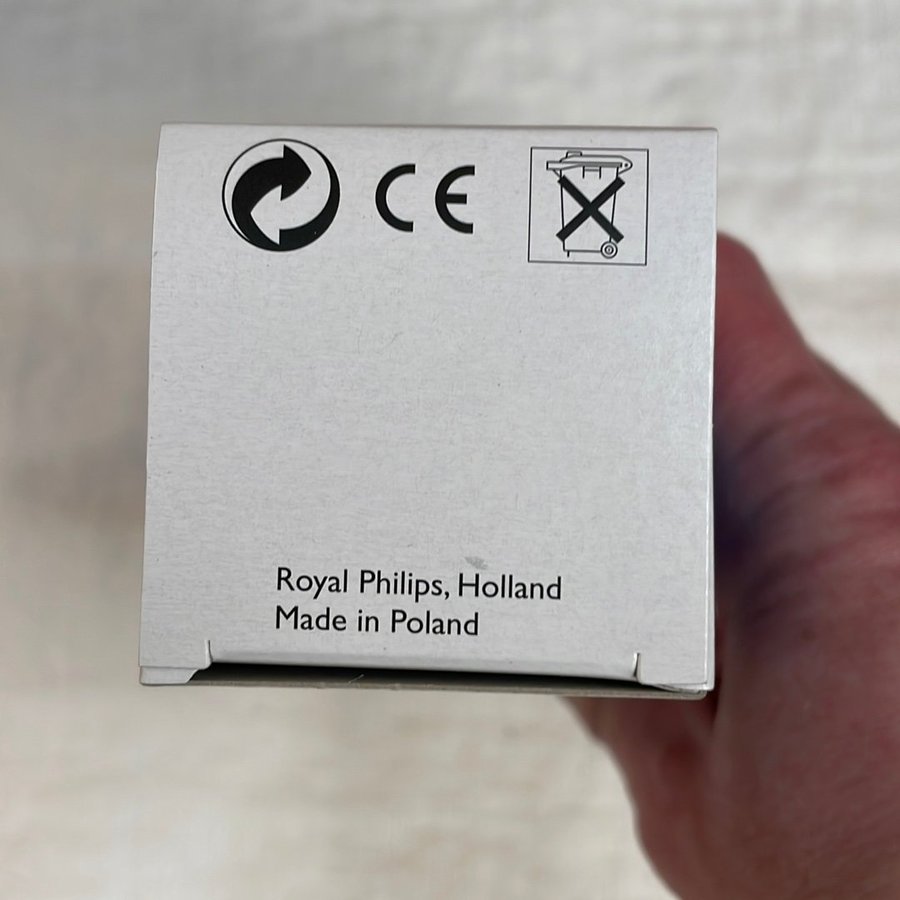 CE
Royal Philips, Holland
Made in Poland